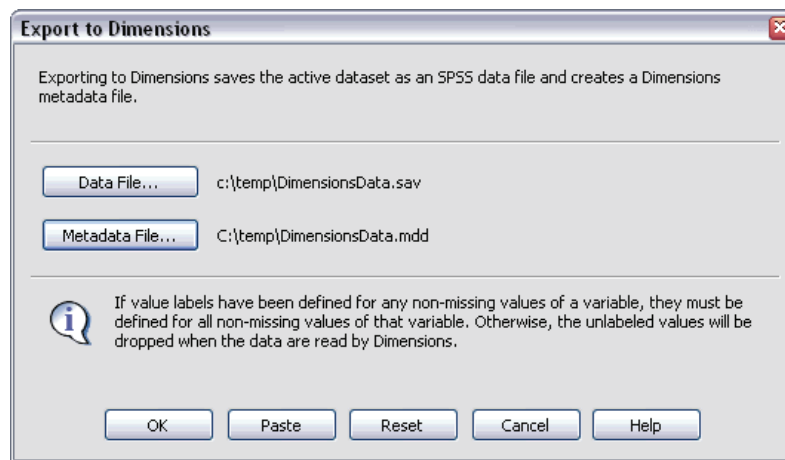 Export to Dimensions
Exporting to Dimensions saves the active dataset as an SPSS data file and creates a Dimensions
metadata file.
Data File...
c:\temp\DimensionsData.sav
Metadata File...
C:\temp\DimensionsData.mdd
If value labels have been defined for any non-missing values of a variable, they must be
defined for all non-missing values of that variable. Otherwise, the unlabeled values will be
dropped when the data are read by Dimensions.
OK
Paste
Reset
Cancel
Help